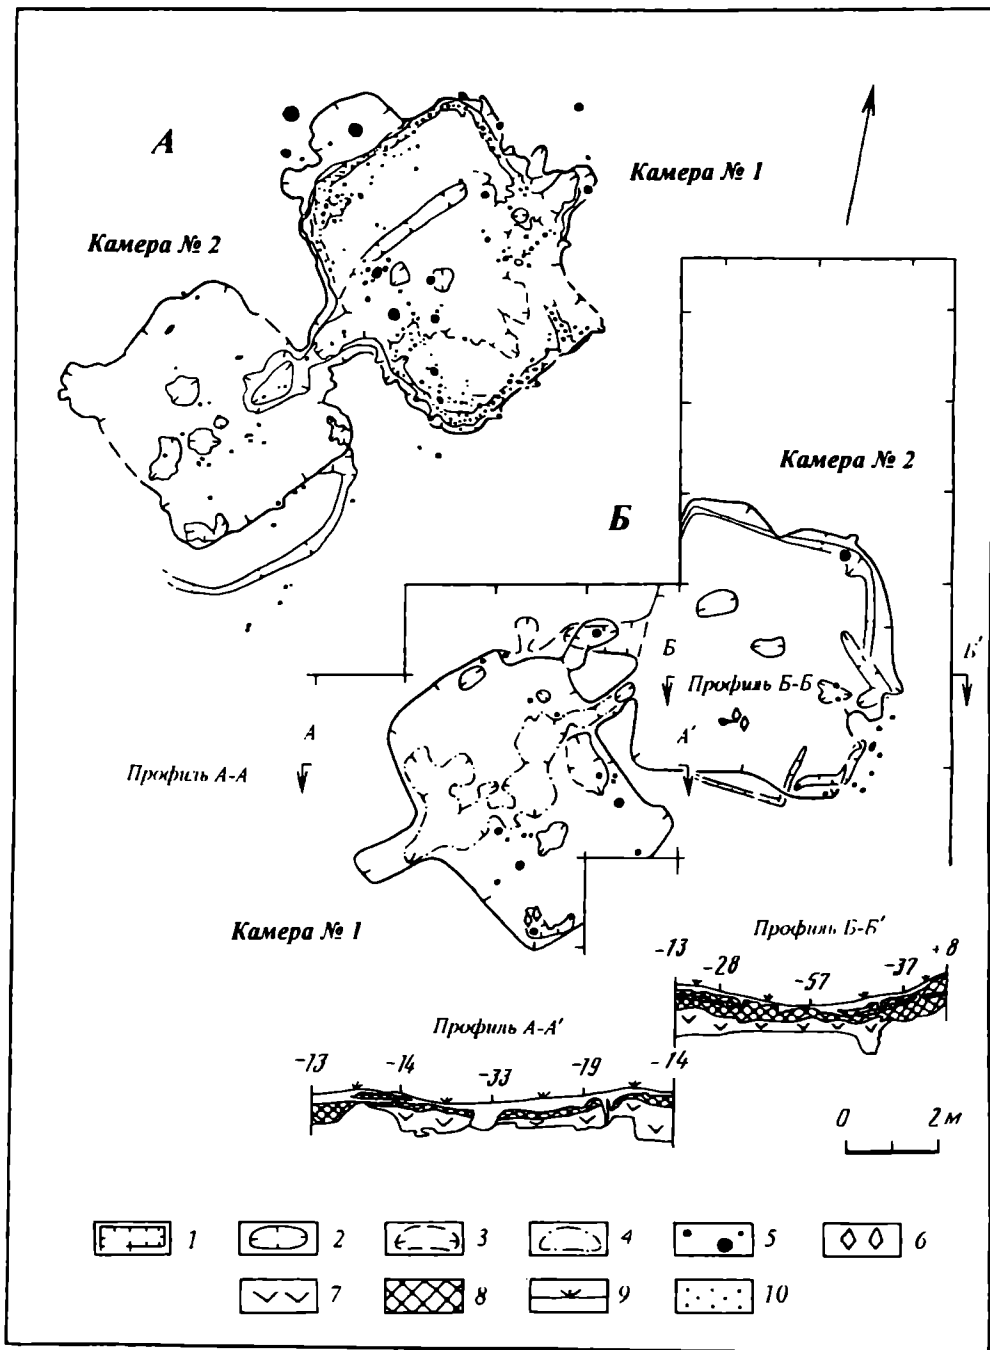 А
Камера № 1
Камера № 2
Камера № 2
Б
Б
Б'
Профиль Б-Б
А
А'
Профиль А-А
Камера № 1
Профиль Б-Б'
-13
-28
-57
-37
+8
Профиль А-А'
-13
-14
-33
-19
-14
0
2 м
1
2
3
4
5
6
7
8
9
10